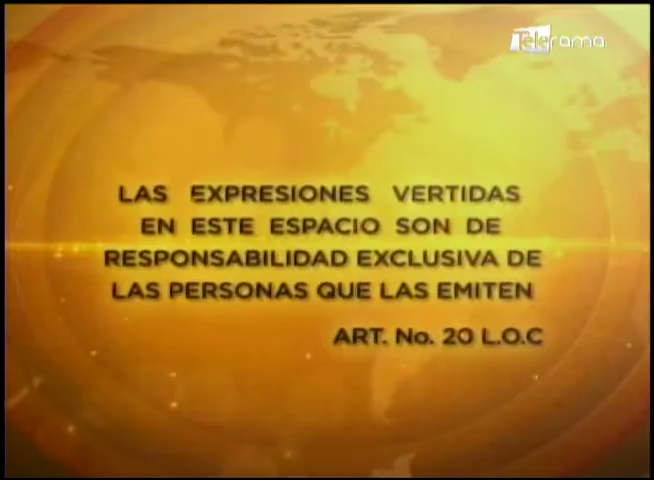 Telerama
LAS EXPRESIONES VERTIDAS
EN ESTE ESPACIO SON DE
RESPONSABILIDAD EXCLUSIVA DE
LAS PERSONAS QUE LAS EMITEN
ART. No. 20 L.O.C